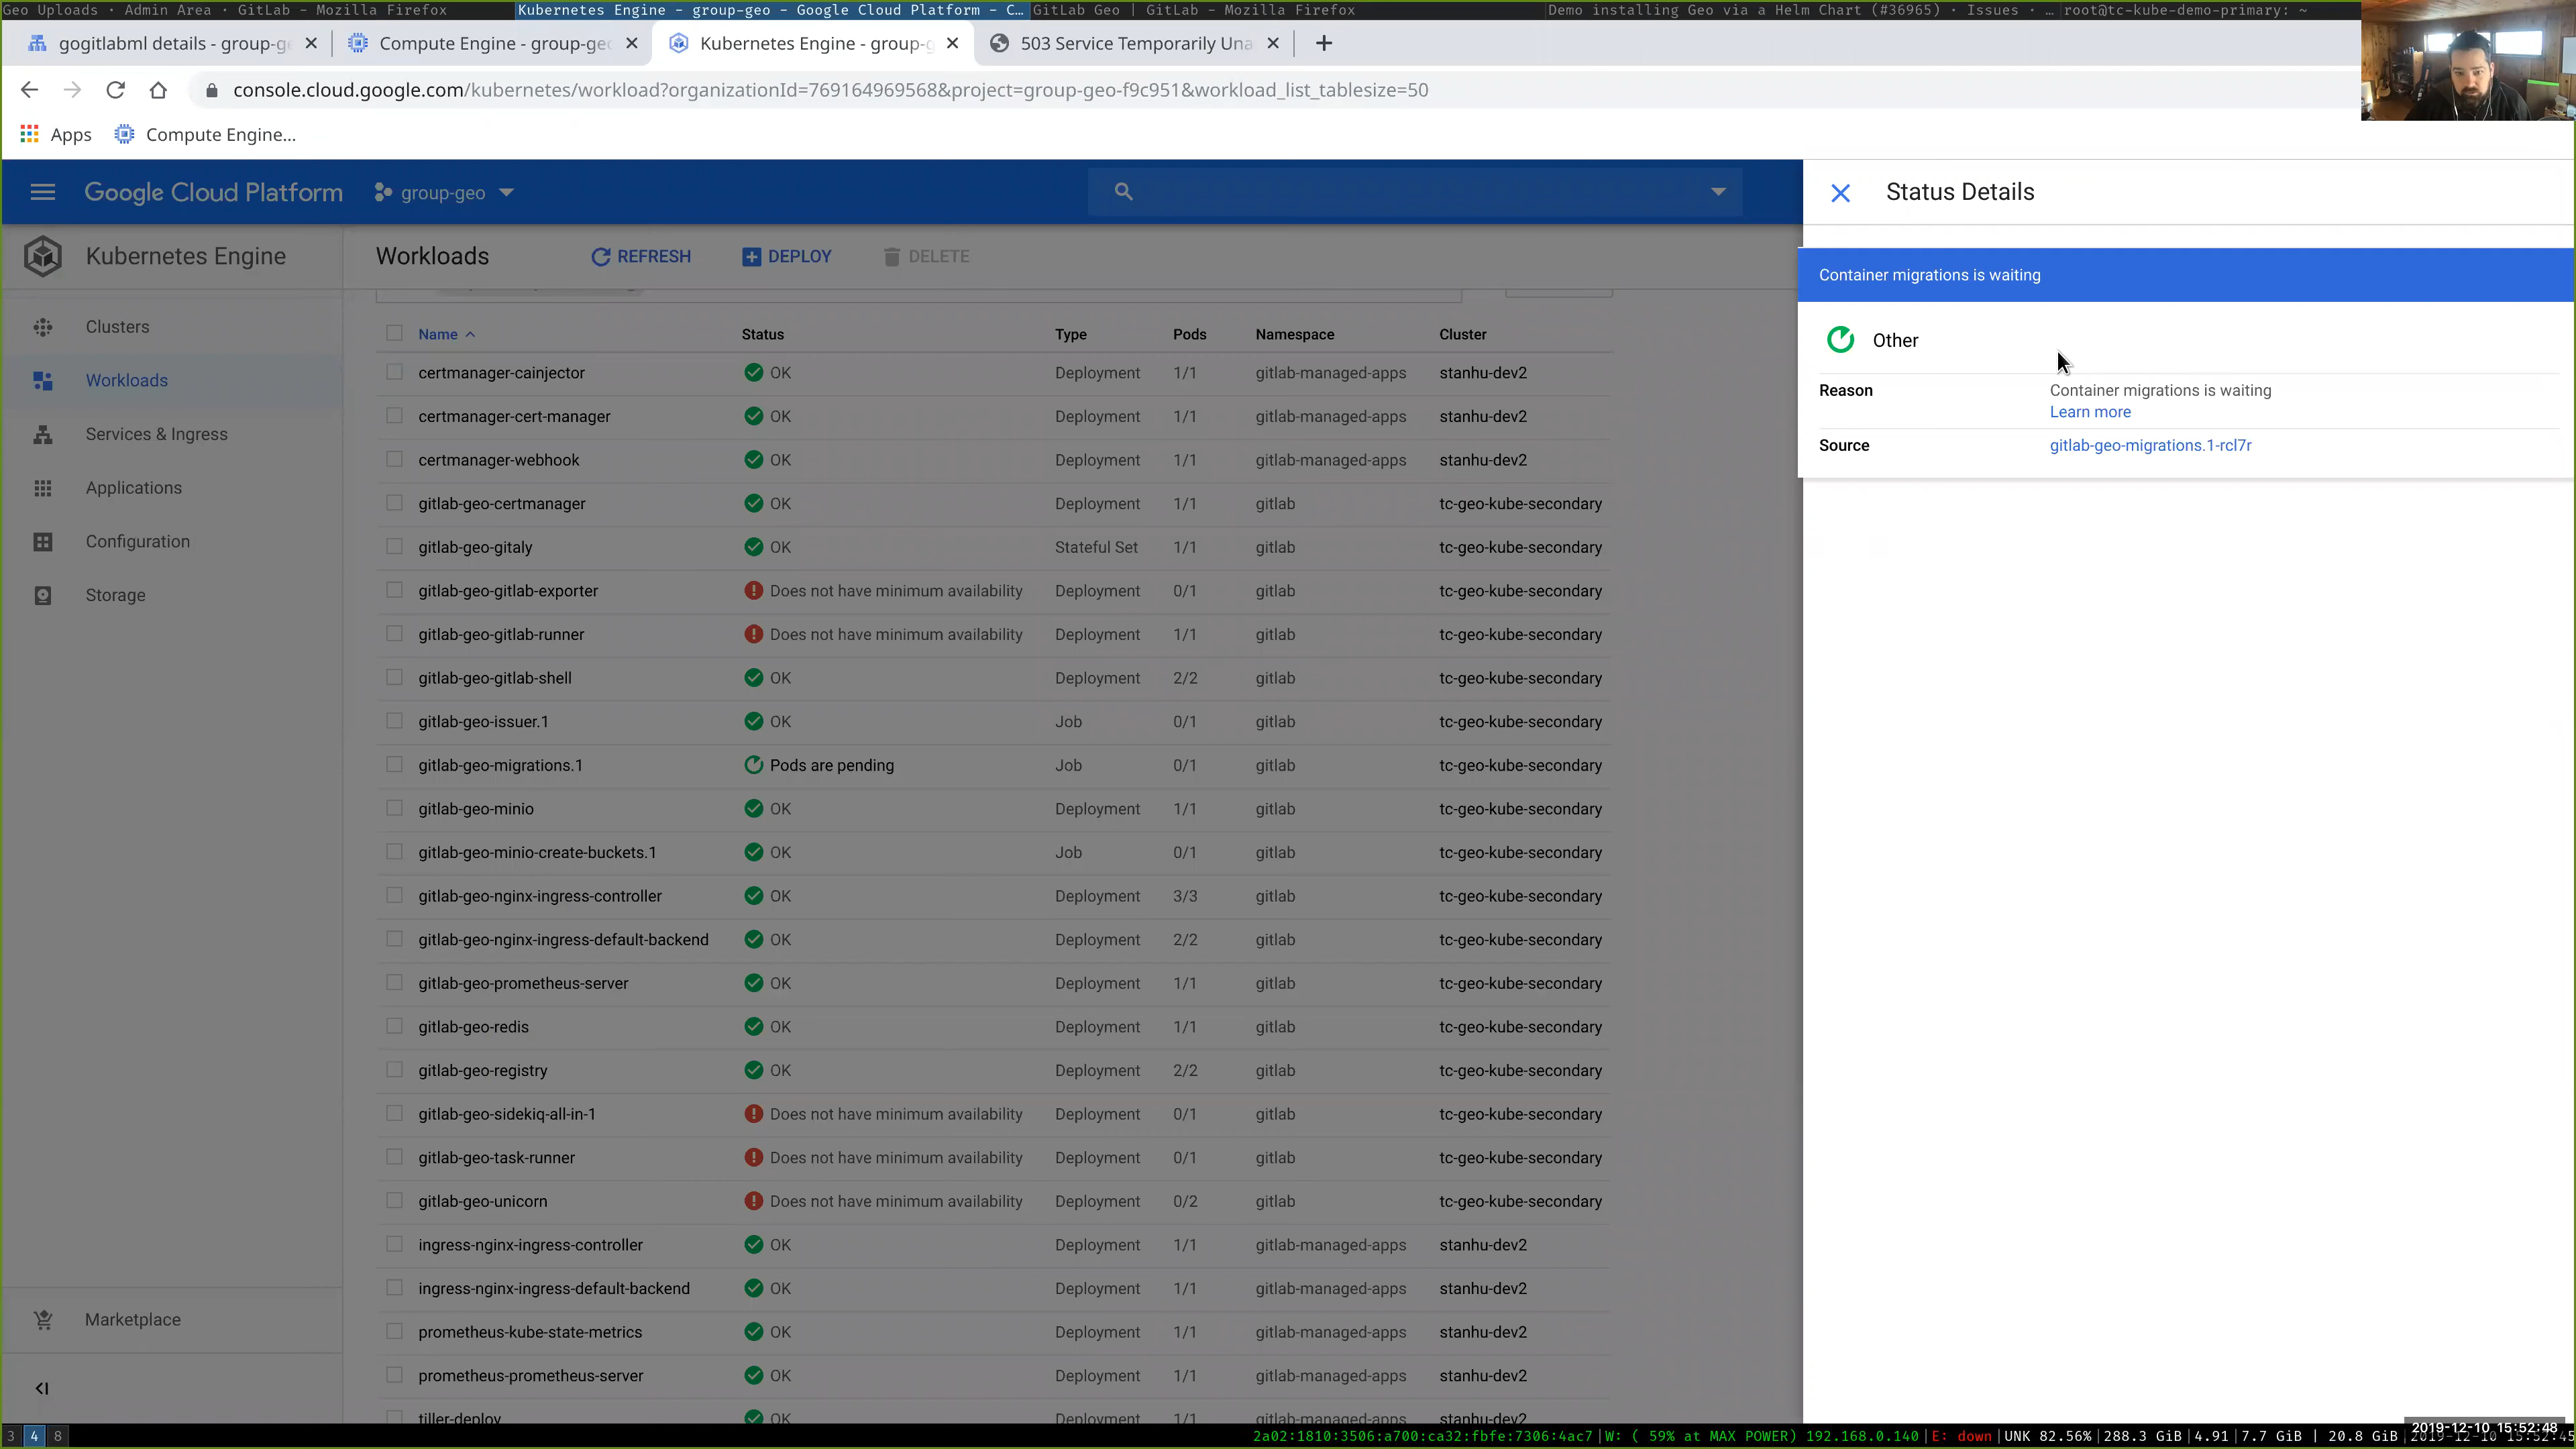 Geo Uploads · Admin Area · GitLab - Mozilla Firefox
Kubernetes Engine - group-geo - Google Cloud Platform - C…
GitLab Geo | GitLab - Mozilla Firefox
Demo installing Geo via a Helm Chart (#36965) · Issues · …
root@tc-kube-demo-primary: ~
gogitlabml details - group-ge
Compute Engine - group-geo
Kubernetes Engine - group-g
503 Service Temporarily Una
console.cloud.google.com/kubernetes/workload?organizationId=769164969568&project=group-geo-f9c951&workload_list_tablesize=50
Apps
Compute Engine...
Google Cloud Platform
group-geo
Status Details
Kubernetes Engine
Workloads
REFRESH
DEPLOY
DELETE
Container migrations is waiting
Other
Reason Container migrations is waiting
Learn more
Source gitlab-geo-migrations.1-rcl7r
Clusters
Workloads
Services & Ingress
Applications
Configuration
Storage
Marketplace
Name Status Type Pods Namespace Cluster
certmanager-cainjector OK Deployment 1/1 gitlab-managed-apps stanhu-dev2
certmanager-cert-manager OK Deployment 1/1 gitlab-managed-apps stanhu-dev2
certmanager-webhook OK Deployment 1/1 gitlab-managed-apps stanhu-dev2
gitlab-geo-certmanager OK Deployment 1/1 gitlab tc-geo-kube-secondary
gitlab-geo-gitaly OK Stateful Set 1/1 gitlab tc-geo-kube-secondary
gitlab-geo-gitlab-exporter Does not have minimum availability Deployment 0/1 gitlab tc-geo-kube-secondary
gitlab-geo-gitlab-runner Does not have minimum availability Deployment 1/1 gitlab tc-geo-kube-secondary
gitlab-geo-gitlab-shell OK Deployment 2/2 gitlab tc-geo-kube-secondary
gitlab-geo-issuer.1 OK Job 0/1 gitlab tc-geo-kube-secondary
gitlab-geo-migrations.1 Pods are pending Job 0/1 gitlab tc-geo-kube-secondary
gitlab-geo-minio OK Deployment 1/1 gitlab tc-geo-kube-secondary
gitlab-geo-minio-create-buckets.1 OK Job 0/1 gitlab tc-geo-kube-secondary
gitlab-geo-nginx-ingress-controller OK Deployment 3/3 gitlab tc-geo-kube-secondary
gitlab-geo-nginx-ingress-default-backend OK Deployment 2/2 gitlab tc-geo-kube-secondary
gitlab-geo-prometheus-server OK Deployment 1/1 gitlab tc-geo-kube-secondary
gitlab-geo-redis OK Deployment 1/1 gitlab tc-geo-kube-secondary
gitlab-geo-registry OK Deployment 2/2 gitlab tc-geo-kube-secondary
gitlab-geo-sidekiq-all-in-1 Does not have minimum availability Deployment 0/1 gitlab tc-geo-kube-secondary
gitlab-geo-task-runner Does not have minimum availability Deployment 0/1 gitlab tc-geo-kube-secondary
gitlab-geo-unicorn Does not have minimum availability Deployment 0/2 gitlab tc-geo-kube-secondary
ingress-nginx-ingress-controller OK Deployment 1/1 gitlab-managed-apps stanhu-dev2
ingress-nginx-ingress-default-backend OK Deployment 1/1 gitlab-managed-apps stanhu-dev2
prometheus-kube-state-metrics OK Deployment 1/1 gitlab-managed-apps stanhu-dev2
prometheus-prometheus-server OK Deployment 1/1 gitlab-managed-apps stanhu-dev2
tiller-deploy OK Deployment 1/1 gitlab-managed-apps stanhu-dev2
2019-12-10 15:52:48
3 4 8
2a02:1810:3506:a700:ca32:fbfe:7306:4ac7|W: ( 59% at MAX POWER) 192.168.0.140|E: down|UNK 82.56%|288.3 GiB|4.91|7.7 GiB | 20.8 GiB